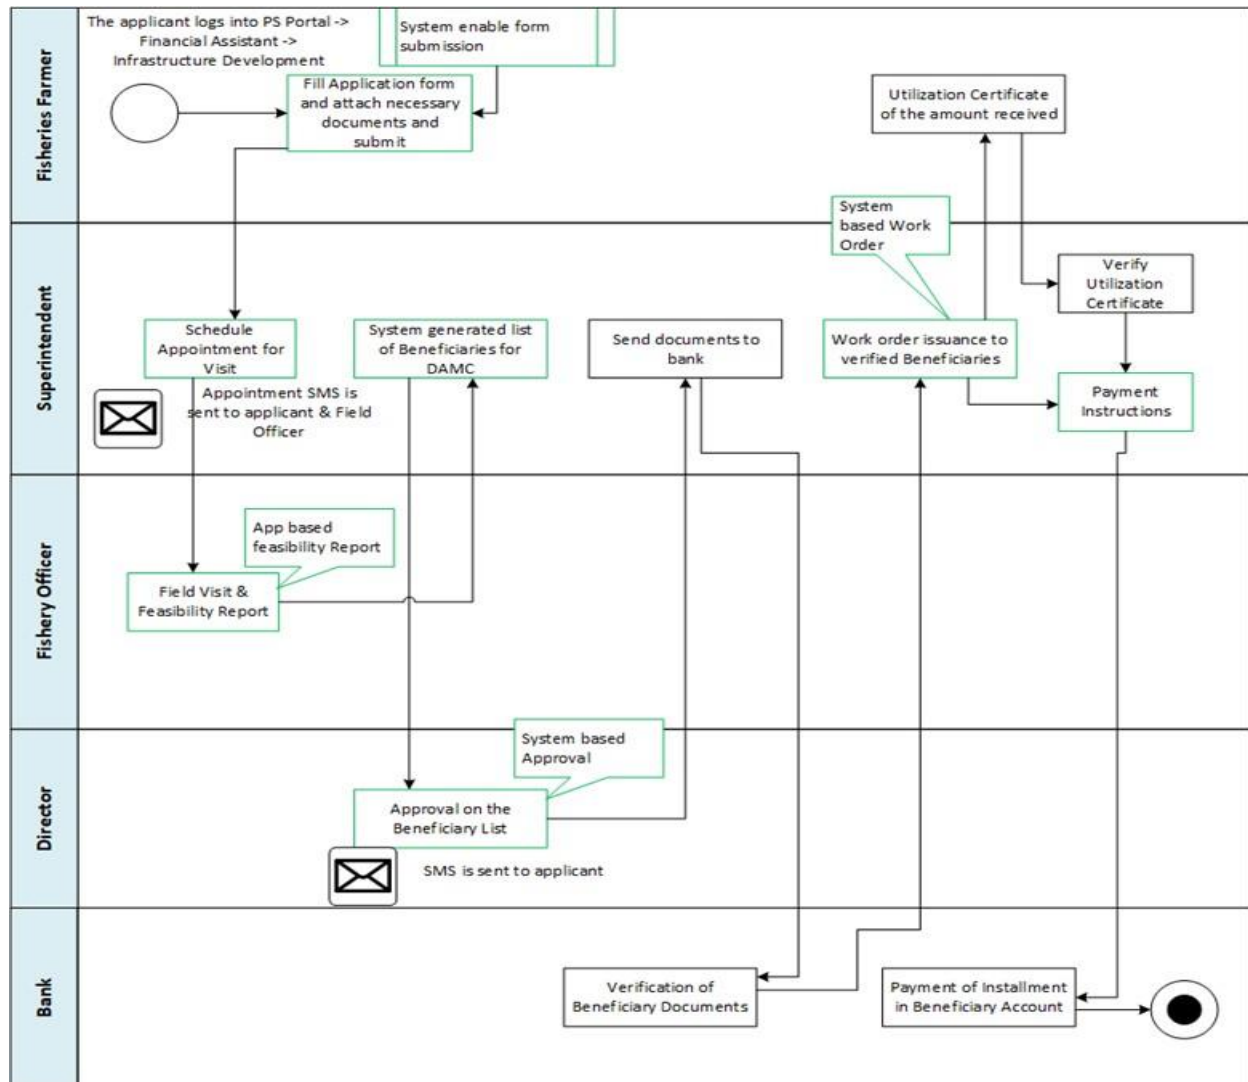 Fisheries Farmer
The applicant logs into PS Portal ->
Financial Assistant ->
Infrastructure Development
System enable form
submission
Fill Application form
and attach necessary
documents and
submit
Utilization Certificate
of the amount received
Superintendent
System
based Work
Order
Verify
Utilization
Certificate
Schedule
Appointment for
Visit
System generated list
of Beneficiaries for
DAMC
Send documents to
bank
Work order issuance to
verified Beneficiaries
Payment
Instructions
Appointment SMS is
sent to applicant & Field
Officer
Fishery Officer
App based
feasibility Report
Field Visit &
Feasibility Report
Director
System based
Approval
Approval on the
Beneficiary List
SMS is sent to applicant
Bank
Verification of
Beneficiary Documents
Payment of Installment
in Beneficiary Account